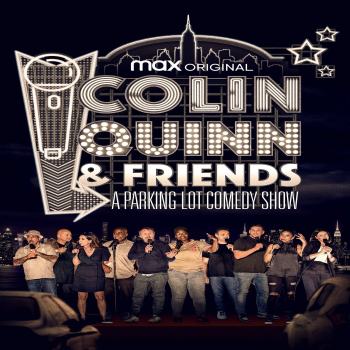 max ORIGINAL
COLIN
QUINN
& FRIENDS
A PARKING LOT COMEDY SHOW